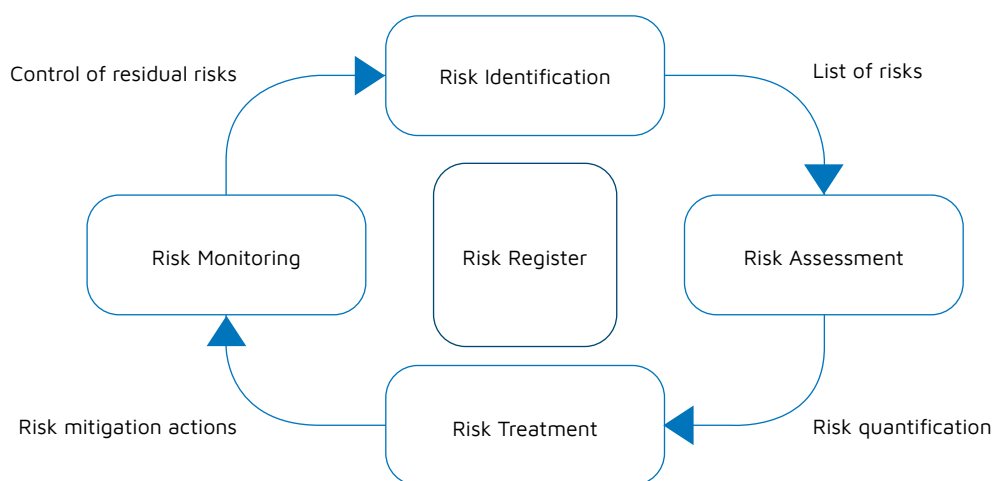 Risk Identification
Control of residual risks
List of risks
Risk Monitoring
Risk Register
Risk Assessment
Risk Treatment
Risk mitigation actions
Risk quantification